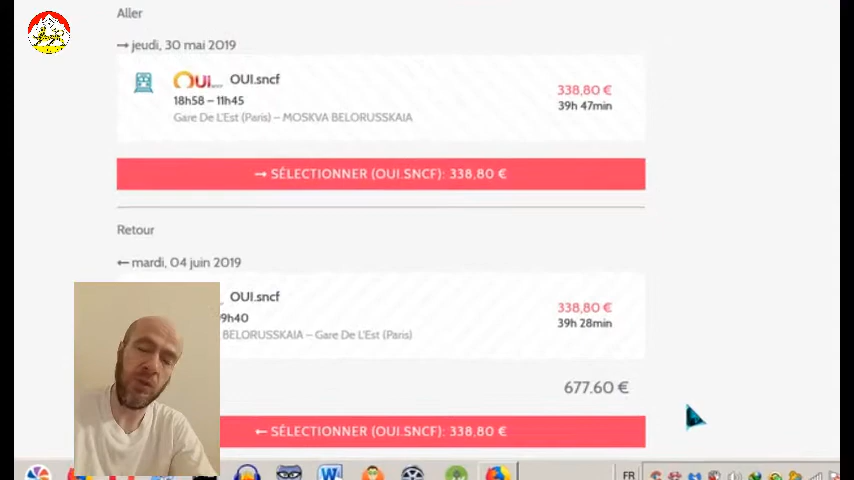 Aller
→ jeudi, 30 mai 2019
OUI.sncf
338,80 €
18h58 – 11h45
39h 47min
Gare De L'Est (Paris) – MOSKVA BELORUSSKAIA
→ SÉLECTIONNER (OUI.SNCF): 338,80 €
Retour
← mardi, 04 juin 2019
OUI.sncf
338,80 €
9h40
39h 28min
BELORUSSKAIA – Gare De L'Est (Paris)
677.60 €
← SÉLECTIONNER (OUI.SNCF): 338,80 €
FR